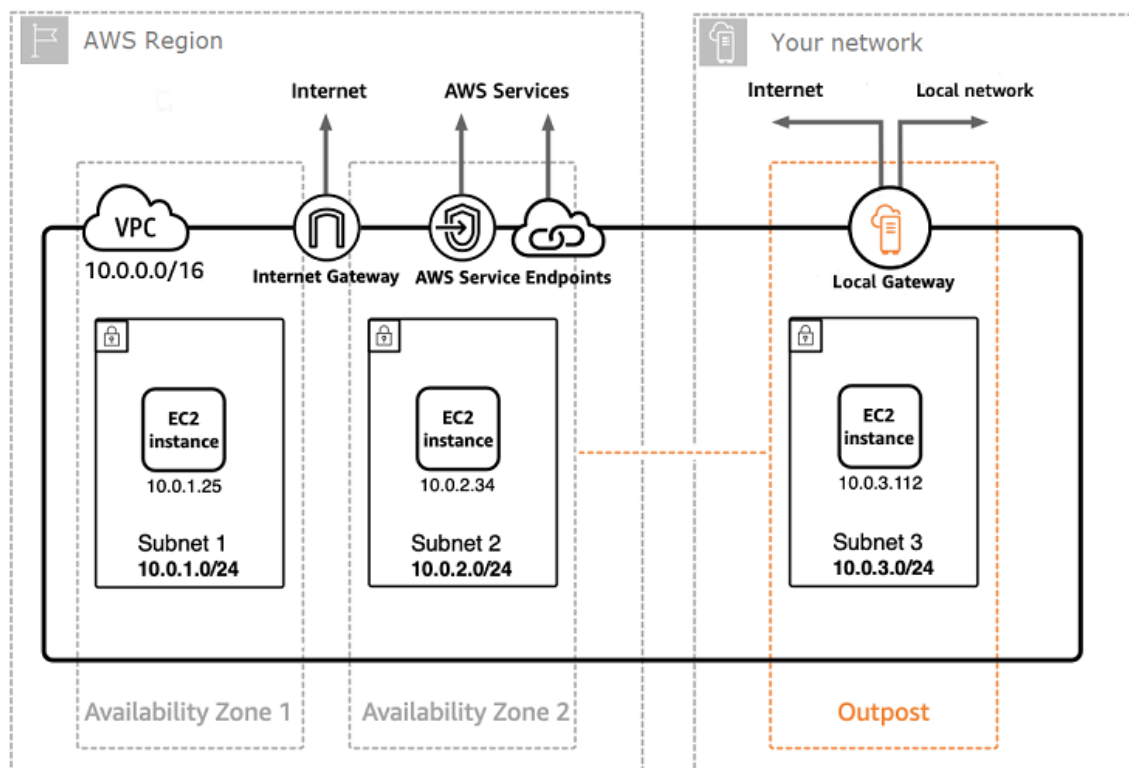 AWS Region
Your network
Internet
AWS Services
Internet
Local network
VPC
10.0.0.0/16
Internet Gateway
AWS Service Endpoints
Local Gateway
EC2
instance
10.0.1.25
Subnet 1
10.0.1.0/24
EC2
instance
10.0.2.34
Subnet 2
10.0.2.0/24
EC2
instance
10.0.3.112
Subnet 3
10.0.3.0/24
Availability Zone 1
Availability Zone 2
Outpost